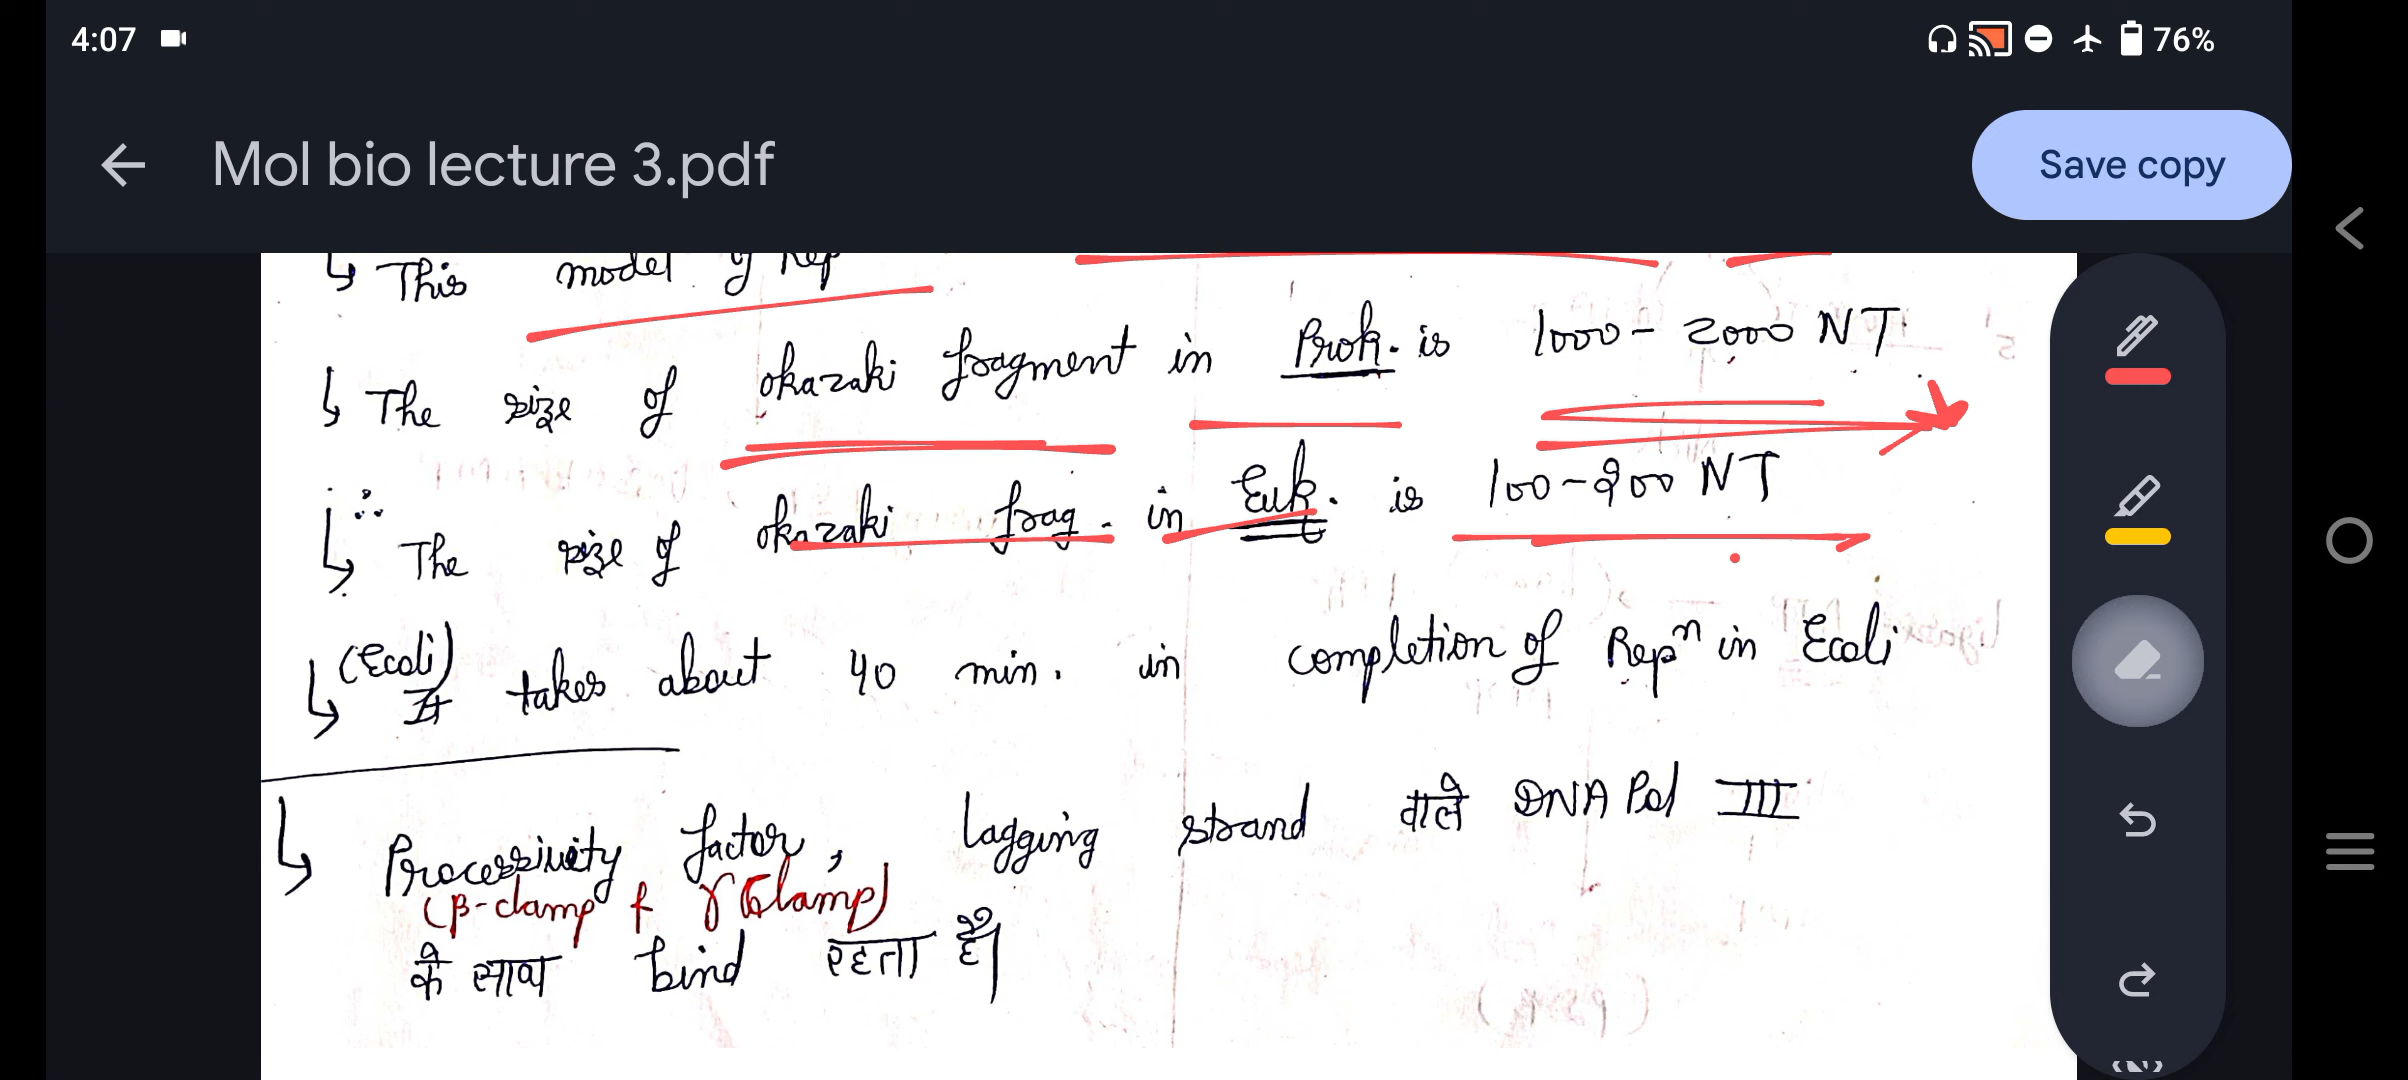 4:07 76%
Mol bio lecture 3.pdf
Save copy
↳ This model of Rep
↳ The size of okazaki fragment in Prok. is 1000 - 2000 NT
↳ The size of okazaki frag. in Euk. is 100-200 NT
↳ (Ecoli) It takes about 40 min. in completion of Repⁿ in Ecoli
↳ Processivity factor, lagging strand वाले DNA Pol III
(β-clamp & γ clamp)
के साथ bind रहता है।